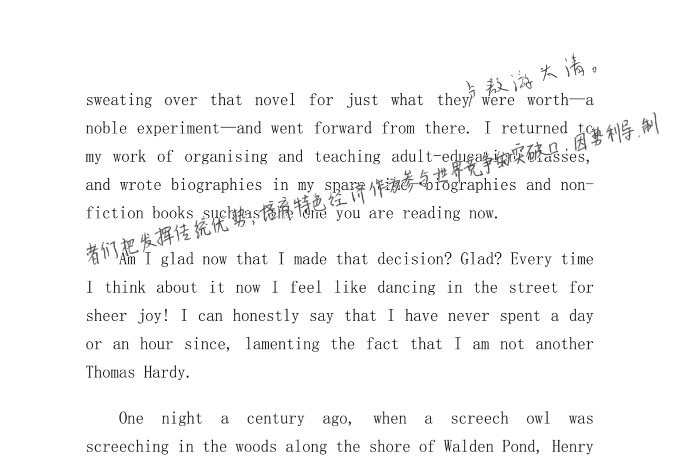 与敖游太清。
sweating over that novel for just what they were worth—a
noble experiment—and went forward from there. I returned to
my work of organising and teaching adult-education classes,
and wrote biographies in my spare time—biographies and non-
fiction books such as the one you are reading now.
者们把发挥传统优势,培育特色经济作为参与世界竞争的突破口,因势利导,制
Am I glad now that I made that decision? Glad? Every time
I think about it now I feel like dancing in the street for
sheer joy! I can honestly say that I have never spent a day
or an hour since, lamenting the fact that I am not another
Thomas Hardy.
One night a century ago, when a screech owl was
screeching in the woods along the shore of Walden Pond, Henry